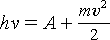 hν = A + mv²/2